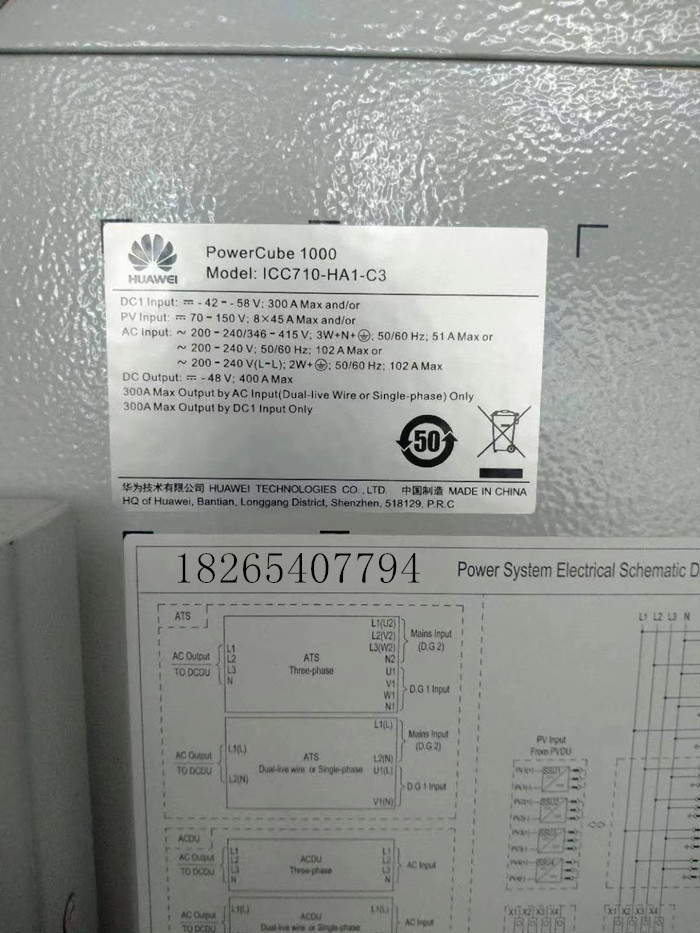 HUAWEI
PowerCube 1000
Model: ICC710-HA1-C3
DC1 Input: ⎓ -42 - -58 V; 300 A Max and/or
PV Input: ⎓ 70 - 150 V; 8×45 A Max and/or
AC Input: ~ 200 - 240/346 - 415 V; 3W+N+⏚; 50/60 Hz; 51 A Max or
~ 200 - 240 V; 50/60 Hz; 102 A Max or
~ 200 - 240 V(L-L); 2W+⏚; 50/60 Hz; 102 A Max
DC Output: ⎓ -48 V; 400 A Max
300A Max Output by AC Input(Dual-live Wire or Single-phase) Only
300A Max Output by DC1 Input Only
50
华为技术有限公司 HUAWEI TECHNOLOGIES CO., LTD. 中国制造 MADE IN CHINA
HQ of Huawei, Bantian, Longgang District, Shenzhen, 518129, P.R.C
18265407794
Power System Electrical Schematic D
ATS
AC Output
TO DCDU
L1
L2
L3
N
ATS
Three-phase
L1(U2)
L2(V2)
L3(W2)
N2
U1
V1
W1
N1
Mains Input
(D.G 2)
D.G 1 Input
AC Output
TO DCDU
L1(L)
L2(N)
ATS
Dual-live wire or Single-phase
L1(L)
L2(N)
U1(L)
V1(N)
Mains Input
(D.G 2)
D.G 1 Input
ACDU
AC Output
TO DCDU
L1
L2
L3
N
ACDU
Three-phase
L1
L2
L3
N
AC Input
AC Output
TO DCDU
L1(L)
ACDU
Dual-live wire or Single-phase
L1(L)
AC Input
L1 L2 L3 N
PV Input
From PVDU
SSU1
SSU2
SSU3
SSU4
X1 X2 X3 X4
X1 X2 X3 X4